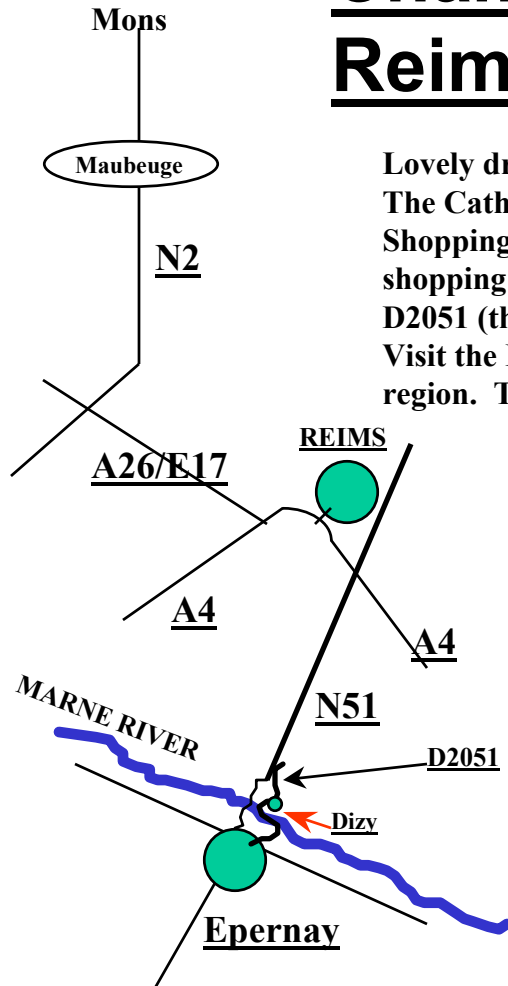 Mons
Reim
Maubeuge
Lovely dr
The Cath
Shopping
shopping
D2051 (th
Visit the
region. T
N2
REIMS
A26/E17
A4
A4
MARNE RIVER
N51
D2051
Dizy
Epernay